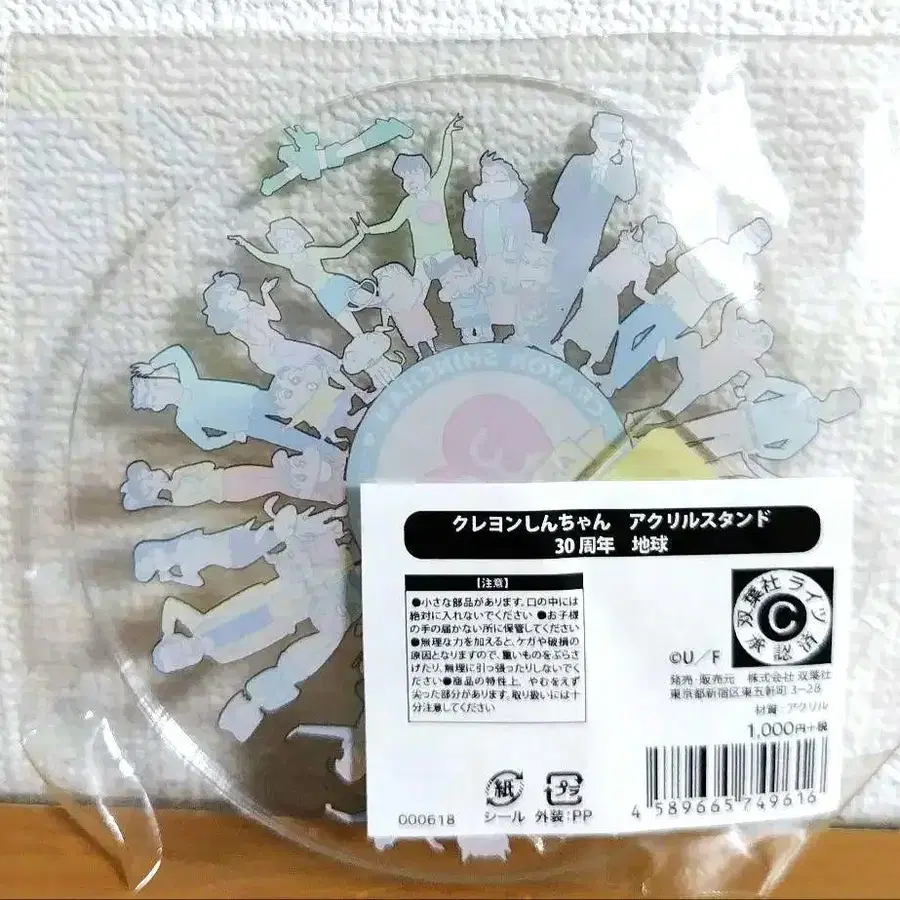 CRAYON SHINCHAN
クレヨンしんちゃん アクリルスタンド
30周年 地球
【注意】
●小さな部品があります。口の中には
絶対に入れないでください ●お子様
の手の届かない所に保管してください
●無理な力を加えると、ケガや破損の
原因となりますので、重いものをぶらさ
げたり、無理に引っ張ったりしないでく
ださい ●商品の特性上、やむをえず
尖った部分があります。取り扱いには十
分注意してください
双葉社ライツ
C
承認済
©U/F
発売・販売元 株式会社 双葉社
東京都新宿区東五軒町 3-28
材質:アクリル
1,000円+税
紙
シール
プラ
外装:PP
000618
4 589665 749616